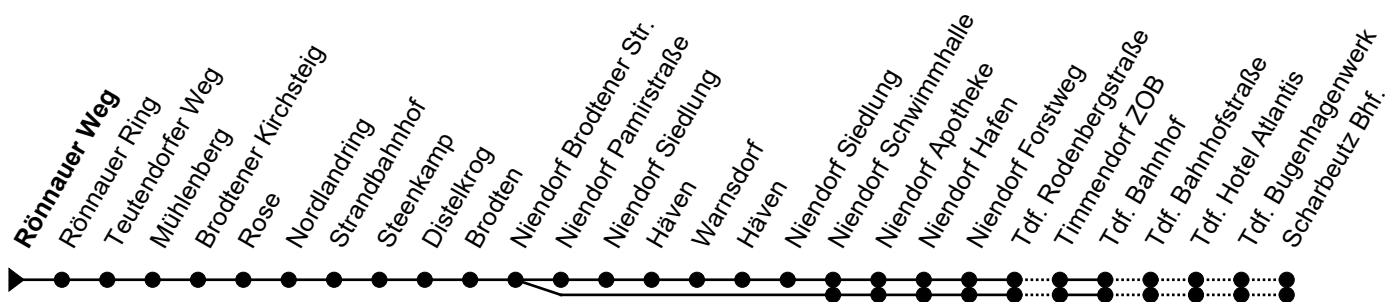 Rönnauer Weg
Rönnauer Ring
Teutendorfer Weg
Mühlenberg
Brodtener Kirchsteig
Rose
Nordlandring
Strandbahnhof
Steenkamp
Distelkrog
Brodten
Niendorf Brodtener Str.
Niendorf Pamirstraße
Niendorf Siedlung
Häven
Warnsdorf
Häven
Niendorf Siedlung
Niendorf Schwimmhalle
Niendorf Apotheke
Niendorf Hafen
Niendorf Forstweg
Tdf. Rodenbergstraße
Timmendorf ZOB
Tdf. Bahnhof
Tdf. Bahnhofstraße
Tdf. Hotel Atlantis
Tdf. Bugenhagenwerk
Scharbeutz Bhf.